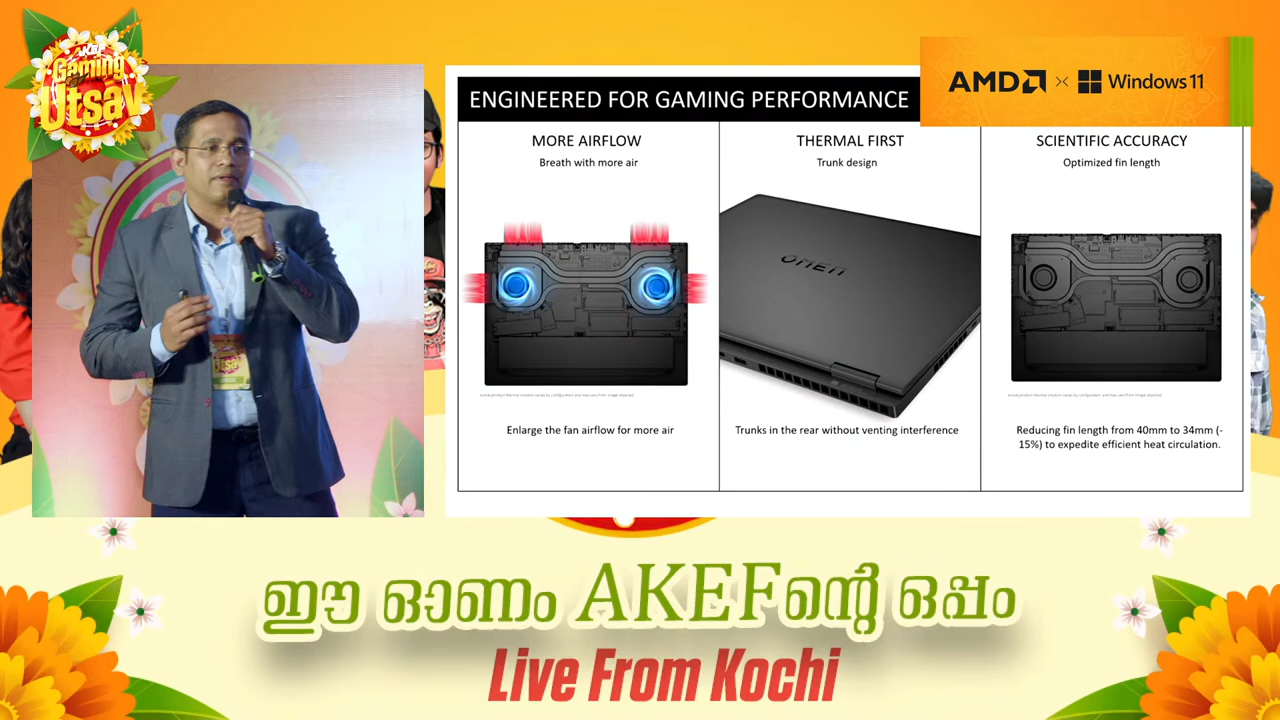 AKEF
Gaming
Utsav
AMD × Windows 11
ENGINEERED FOR GAMING PERFORMANCE
MORE AIRFLOW
Breath with more air
Enlarge the fan airflow for more air
THERMAL FIRST
Trunk design
OMEN
Trunks in the rear without venting interference
SCIENTIFIC ACCURACY
Optimized fin length
Reducing fin length from 40mm to 34mm (-
15%) to expedite efficient heat circulation.
Utsav
ഈ ഓണം AKEFന്റെ ഒപ്പം
Live From Kochi